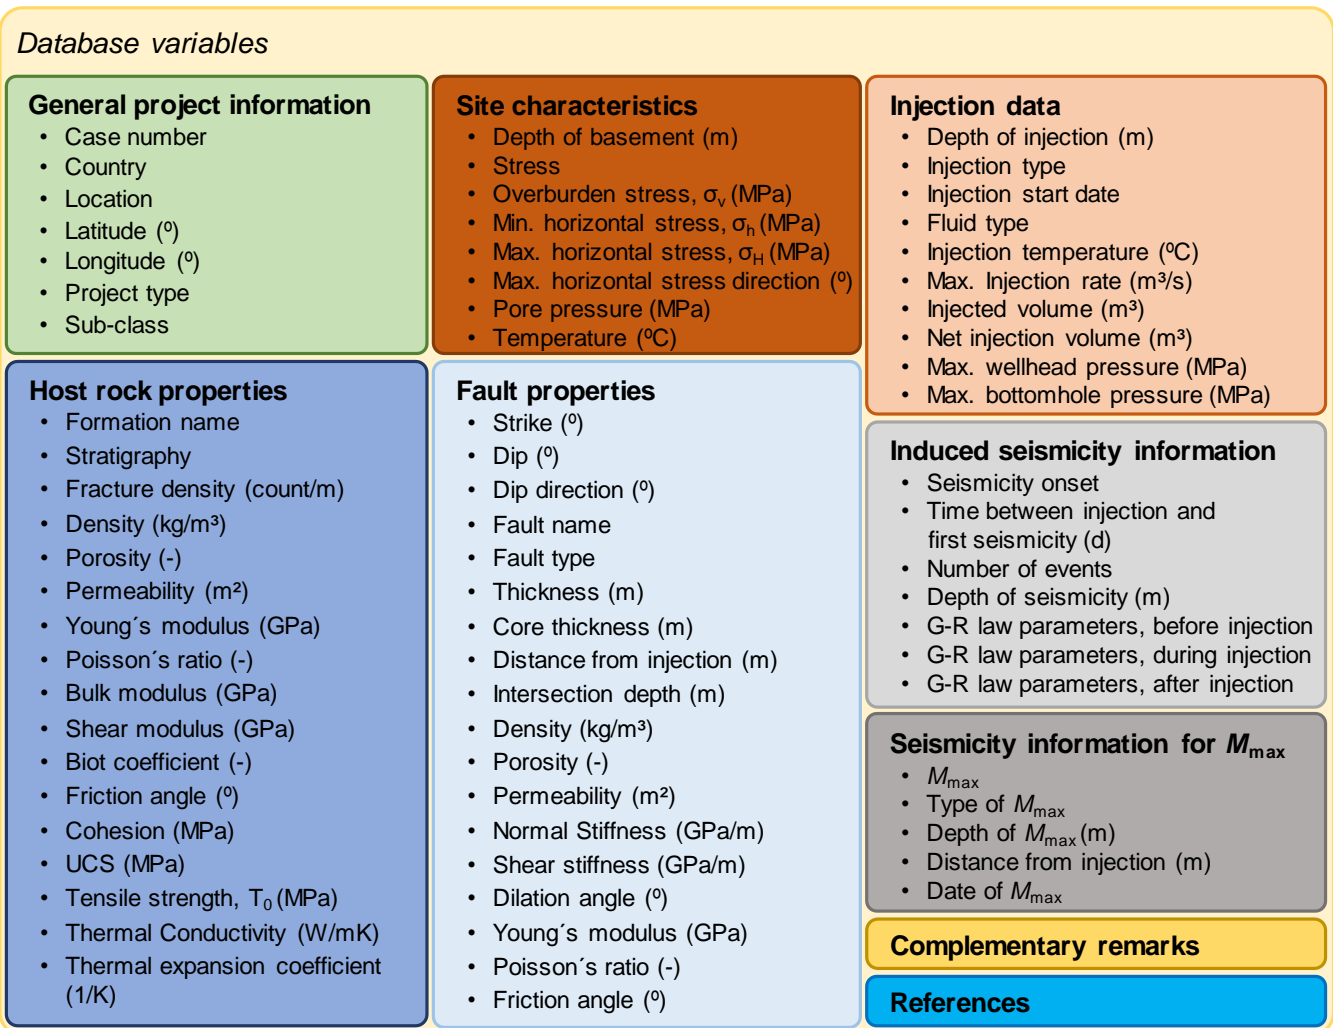 Database variables
General project information
• Case number
• Country
• Location
• Latitude (º)
• Longitude (º)
• Project type
• Sub-class
Site characteristics
• Depth of basement (m)
• Stress
• Overburden stress, σv (MPa)
• Min. horizontal stress, σh (MPa)
• Max. horizontal stress, σH (MPa)
• Max. horizontal stress direction (º)
• Pore pressure (MPa)
• Temperature (ºC)
Injection data
• Depth of injection (m)
• Injection type
• Injection start date
• Fluid type
• Injection temperature (ºC)
• Max. Injection rate (m³/s)
• Injected volume (m³)
• Net injection volume (m³)
• Max. wellhead pressure (MPa)
• Max. bottomhole pressure (MPa)
Host rock properties
• Formation name
• Stratigraphy
• Fracture density (count/m)
• Density (kg/m³)
• Porosity (-)
• Permeability (m²)
• Young´s modulus (GPa)
• Poisson´s ratio (-)
• Bulk modulus (GPa)
• Shear modulus (GPa)
• Biot coefficient (-)
• Friction angle (º)
• Cohesion (MPa)
• UCS (MPa)
• Tensile strength, T0 (MPa)
• Thermal Conductivity (W/mK)
• Thermal expansion coefficient
(1/K)
Fault properties
• Strike (º)
• Dip (º)
• Dip direction (º)
• Fault name
• Fault type
• Thickness (m)
• Core thickness (m)
• Distance from injection (m)
• Intersection depth (m)
• Density (kg/m³)
• Porosity (-)
• Permeability (m²)
• Normal Stiffness (GPa/m)
• Shear stiffness (GPa/m)
• Dilation angle (º)
• Young´s modulus (GPa)
• Poisson´s ratio (-)
• Friction angle (º)
Induced seismicity information
• Seismicity onset
• Time between injection and
first seismicity (d)
• Number of events
• Depth of seismicity (m)
• G-R law parameters, before injection
• G-R law parameters, during injection
• G-R law parameters, after injection
Seismicity information for Mmax
• Mmax
• Type of Mmax
• Depth of Mmax (m)
• Distance from injection (m)
• Date of Mmax
Complementary remarks
References